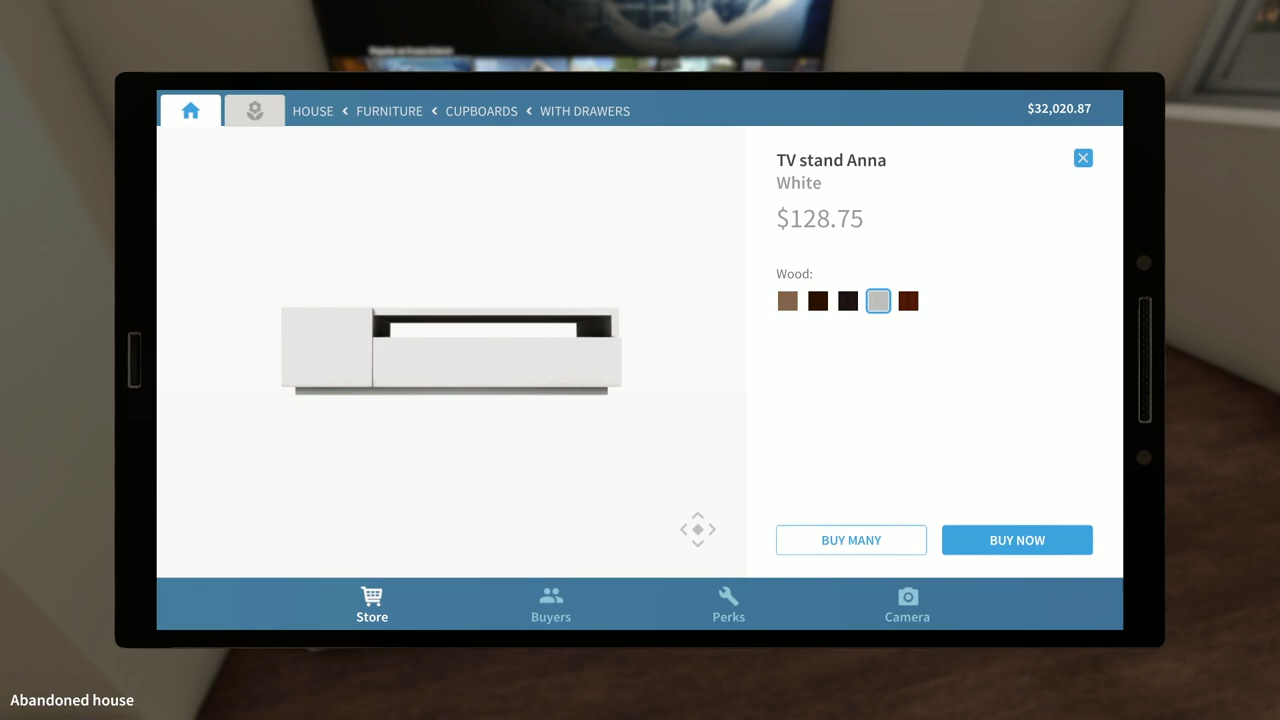 HOUSE < FURNITURE < CUPBOARDS < WITH DRAWERS
$32,020.87
TV stand Anna
White
$128.75
Wood:
BUY MANY
BUY NOW
Store
Buyers
Perks
Camera
Abandoned house